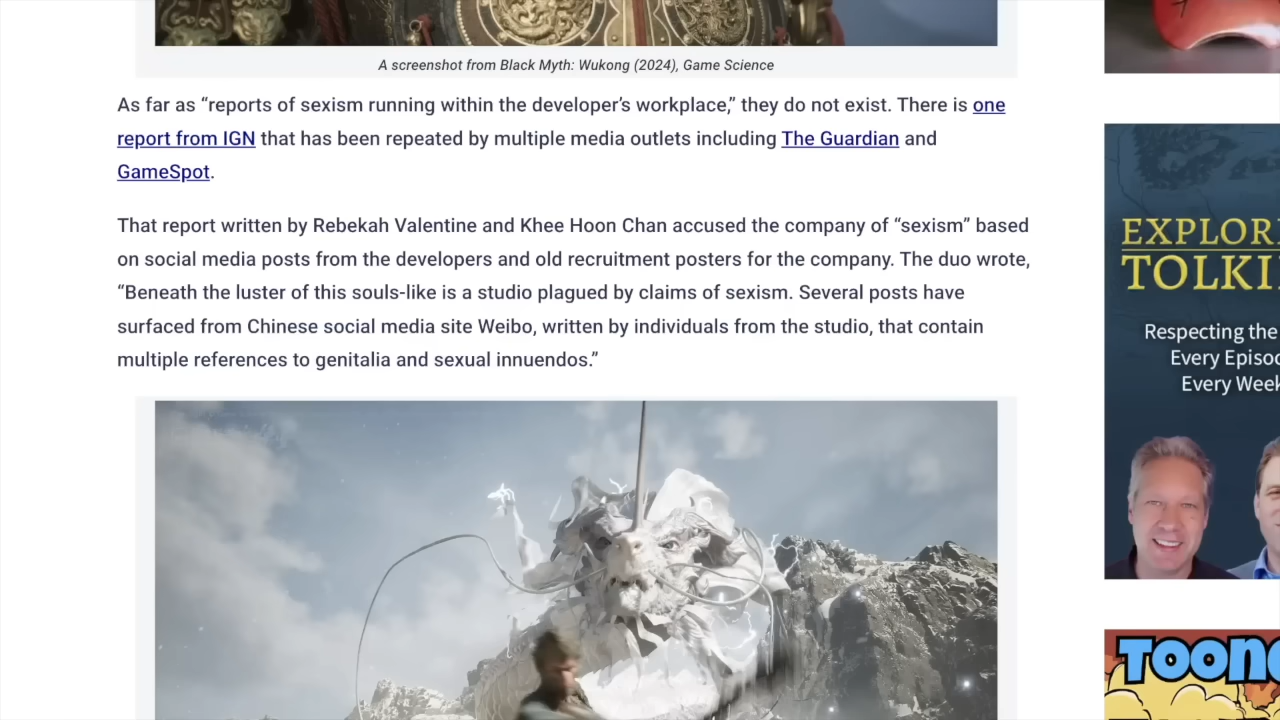 A screenshot from Black Myth: Wukong (2024), Game Science
As far as “reports of sexism running within the developer’s workplace,” they do not exist. There is one
report from IGN that has been repeated by multiple media outlets including The Guardian and
GameSpot.
That report written by Rebekah Valentine and Khee Hoon Chan accused the company of “sexism” based
on social media posts from the developers and old recruitment posters for the company. The duo wrote,
“Beneath the luster of this souls-like is a studio plagued by claims of sexism. Several posts have
surfaced from Chinese social media site Weibo, written by individuals from the studio, that contain
multiple references to genitalia and sexual innuendos.”
EXPLOR
TOLKI
Respecting the
Every Episo
Every Week
TOON